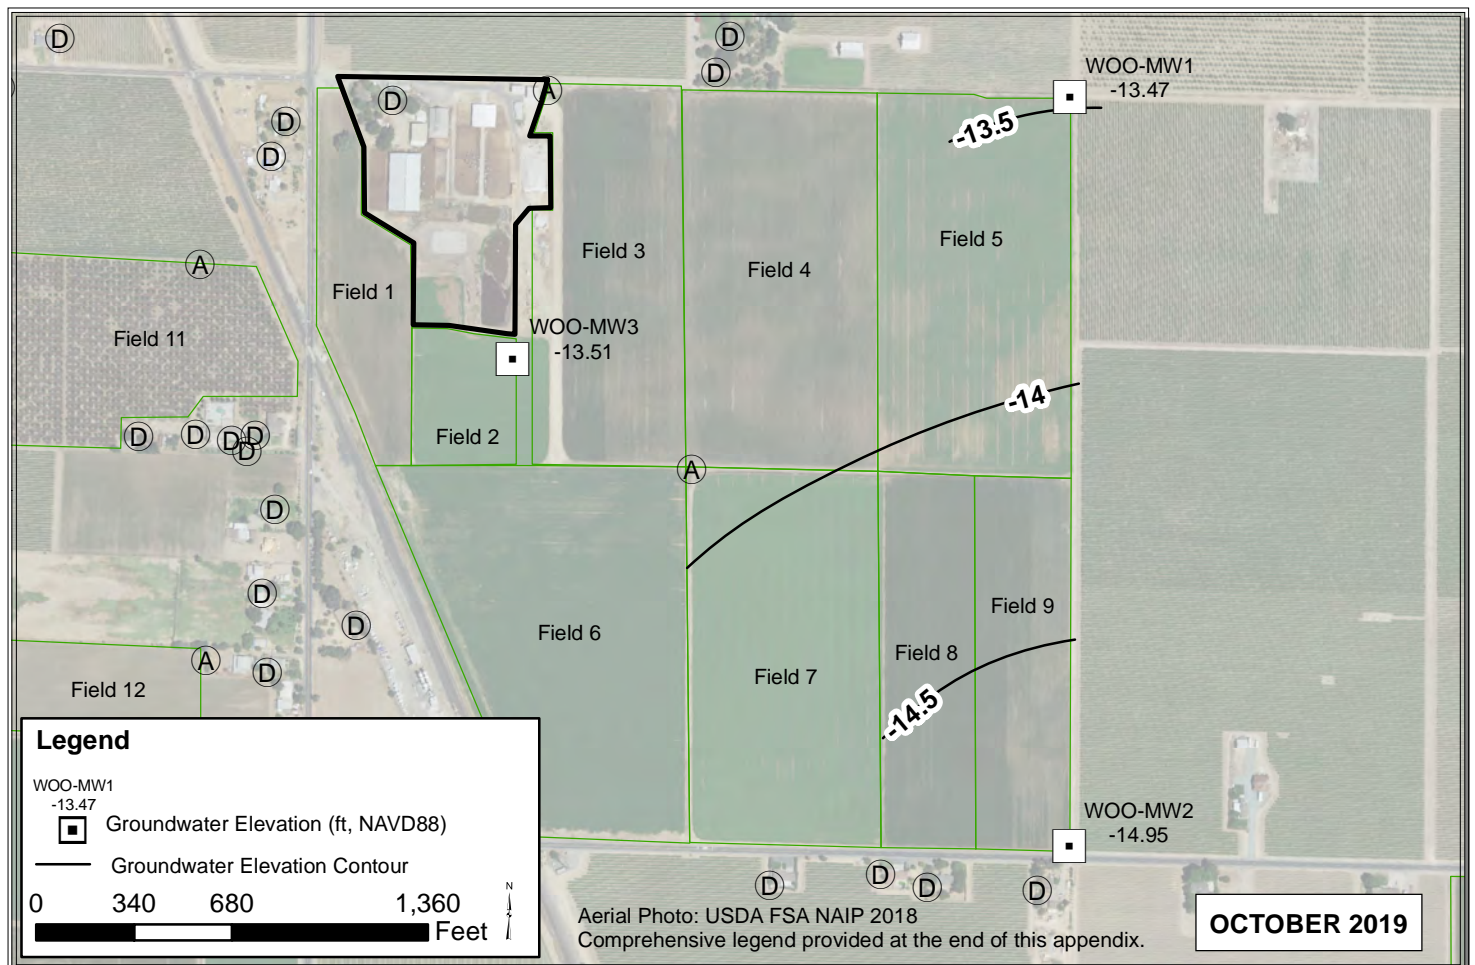 D
D
D
WOO-MW1
-13.47
A
D
D
-13.5
D
Field 5
Field 3
A
Field 4
Field 1
WOO-MW3
-13.51
Field 11
-14
D
D
D
D
D
Field 2
A
D
D
Field 9
D
Field 6
Field 8
A
D
Field 7
Field 12
-14.5
Legend
WOO-MW1
-13.47
Groundwater Elevation (ft, NAVD88)
Groundwater Elevation Contour
0 340 680 1,360
Feet
N
WOO-MW2
-14.95
D
D
D
D
Aerial Photo: USDA FSA NAIP 2018
Comprehensive legend provided at the end of this appendix.
OCTOBER 2019